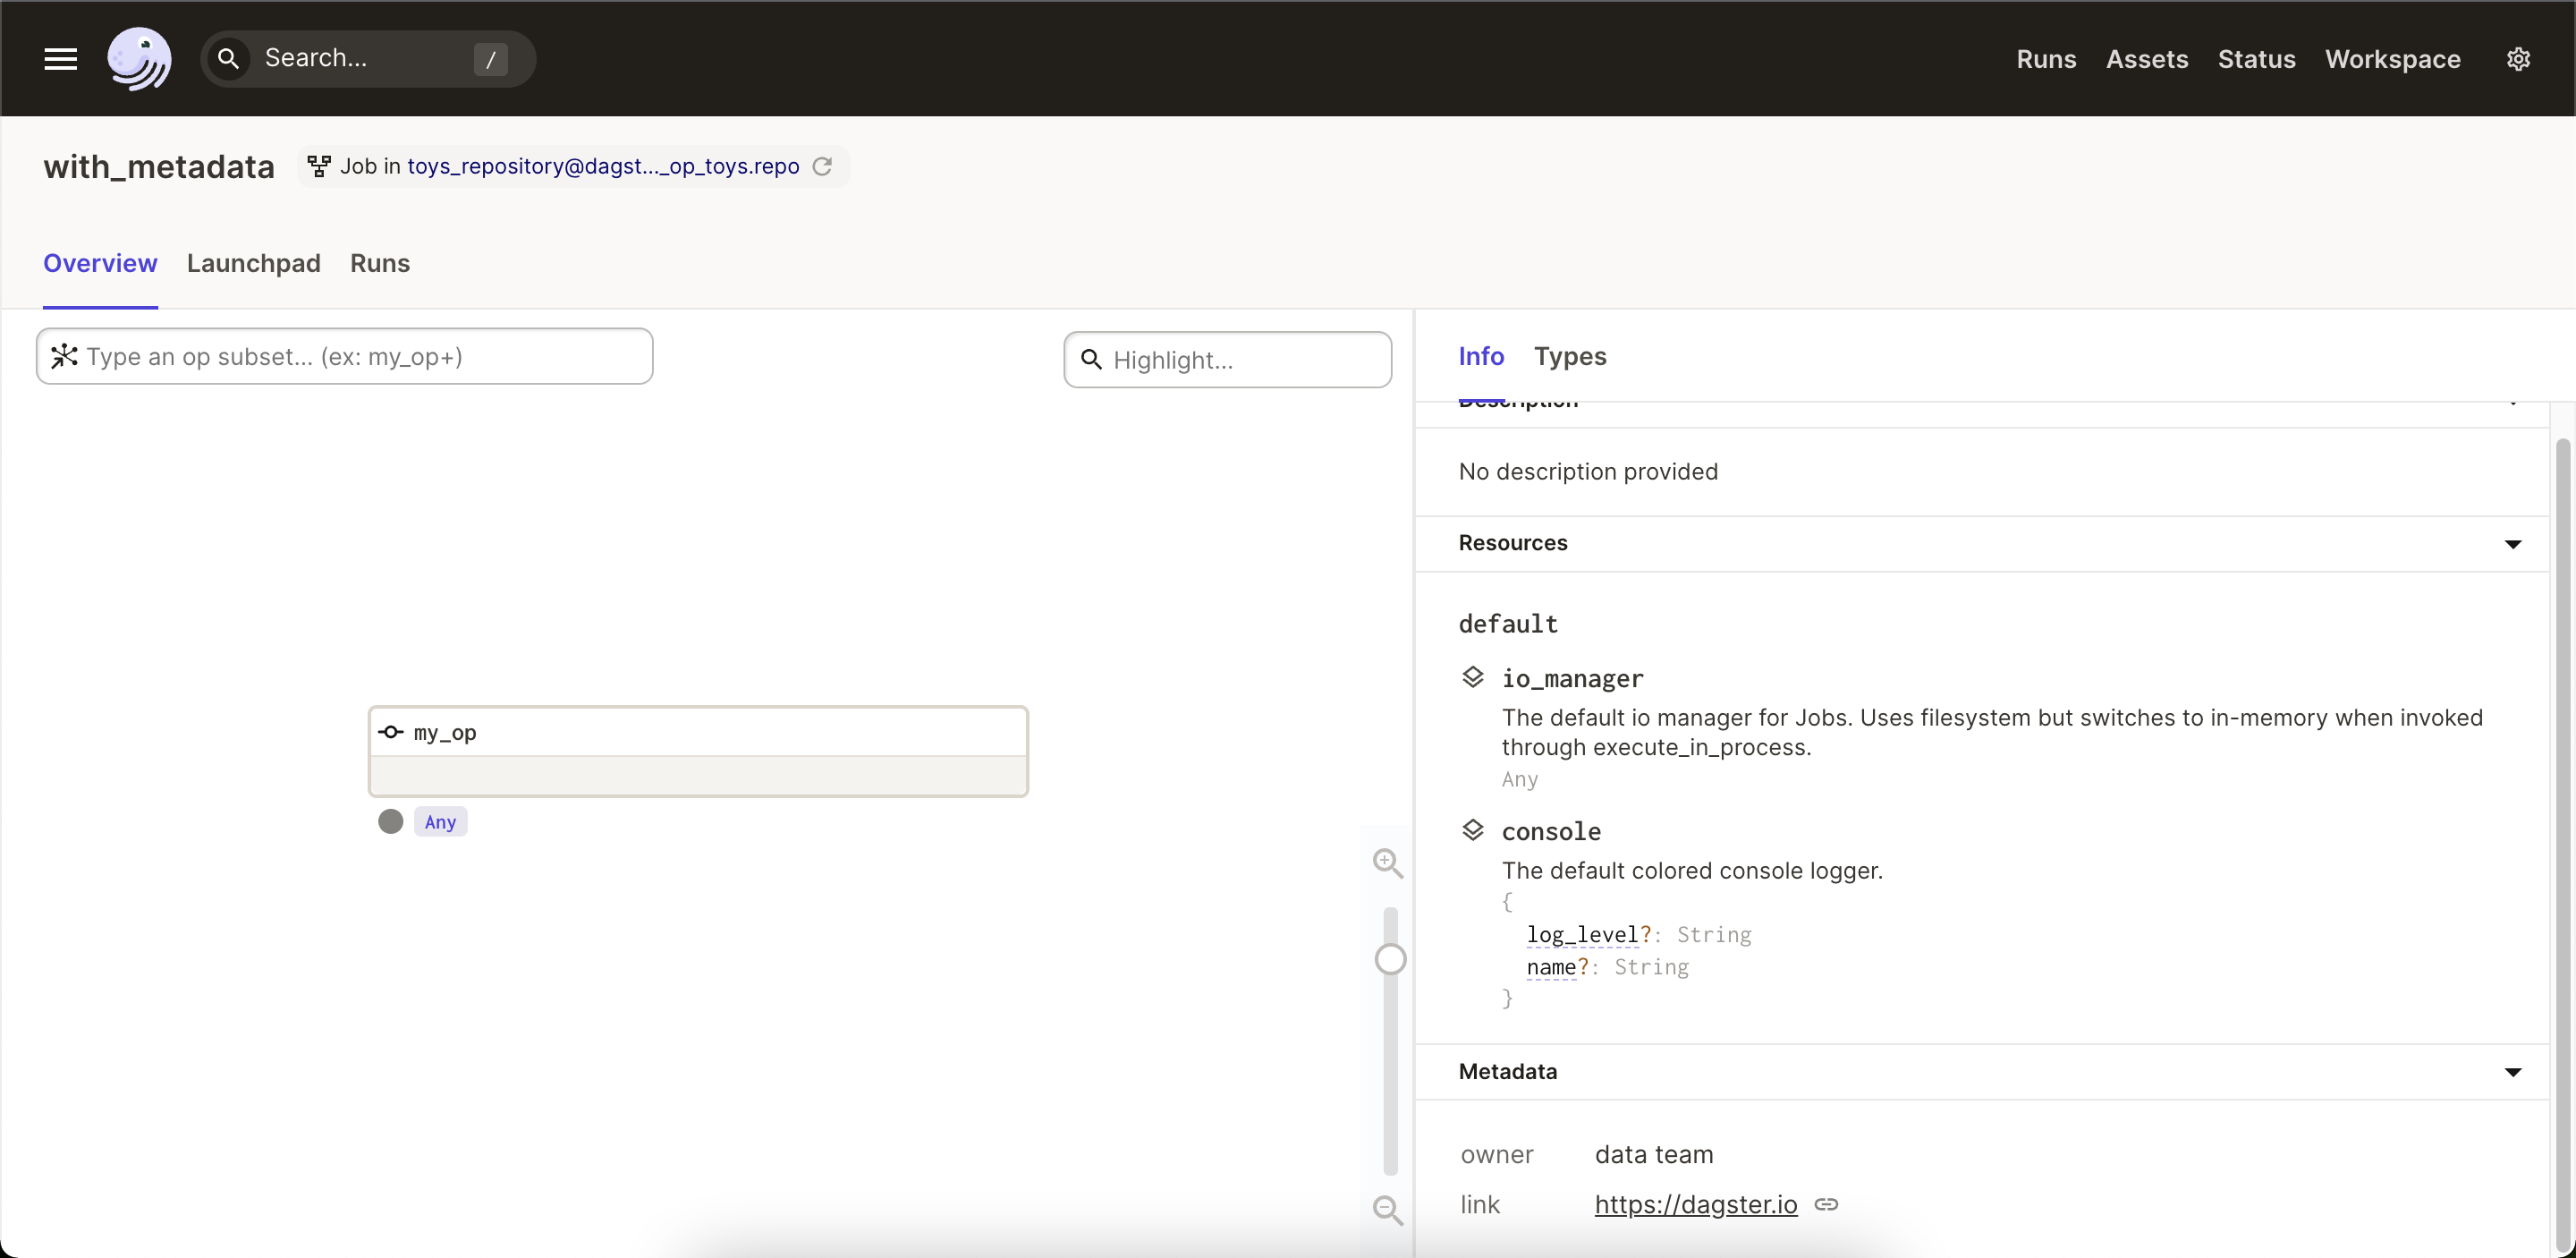 Search...
/
Runs
Assets
Status
Workspace
with_metadata
Job in toys_repository@dagst..._op_toys.repo
Overview
Launchpad
Runs
Type an op subset... (ex: my_op+)
Highlight...
my_op
Any
Info
Types
Description
No description provided
Resources
default
io_manager
The default io manager for Jobs. Uses filesystem but switches to in-memory when invoked
through execute_in_process.
Any
console
The default colored console logger.
{
log_level?: String
name?: String
}
Metadata
owner
data team
link
https://dagster.io